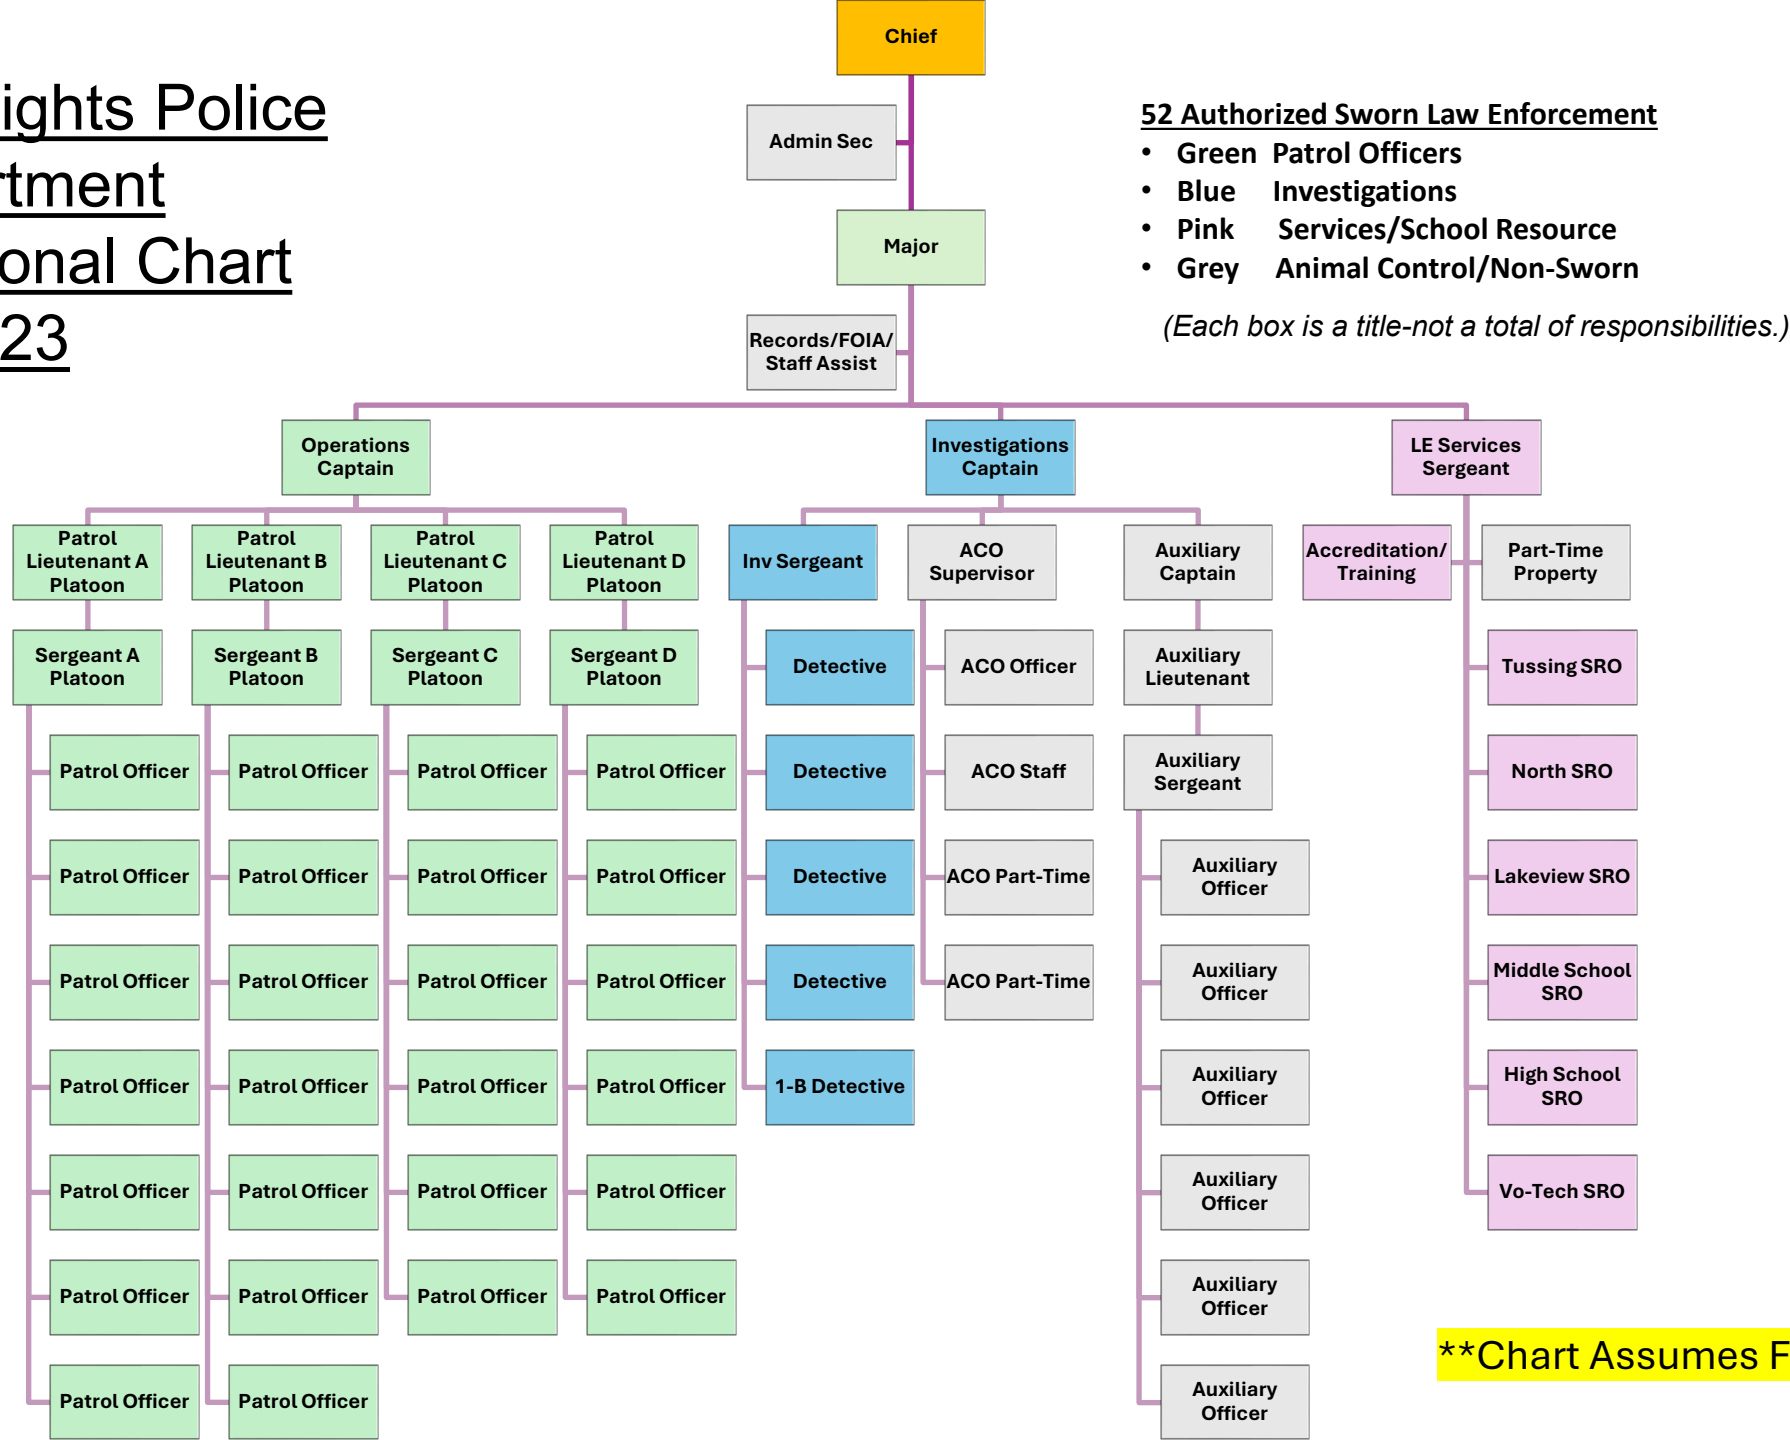 Chief
ights Police
rtment
onal Chart
23
Admin Sec
52 Authorized Sworn Law Enforcement
• Green Patrol Officers
• Blue Investigations
• Pink Services/School Resource
• Grey Animal Control/Non-Sworn
(Each box is a title-not a total of responsibilities.)
Major
Records/FOIA/
Staff Assist
Operations
Captain
Investigations
Captain
LE Services
Sergeant
Patrol
Lieutenant A
Platoon
Patrol
Lieutenant B
Platoon
Patrol
Lieutenant C
Platoon
Patrol
Lieutenant D
Platoon
Inv Sergeant
ACO
Supervisor
Auxiliary
Captain
Accreditation/
Training
Part-Time
Property
Sergeant A
Platoon
Sergeant B
Platoon
Sergeant C
Platoon
Sergeant D
Platoon
Detective
ACO Officer
Auxiliary
Lieutenant
Tussing SRO
Patrol Officer
Patrol Officer
Patrol Officer
Patrol Officer
Detective
ACO Staff
Auxiliary
Sergeant
North SRO
Patrol Officer
Patrol Officer
Patrol Officer
Patrol Officer
Detective
ACO Part-Time
Auxiliary
Officer
Lakeview SRO
Patrol Officer
Patrol Officer
Patrol Officer
Patrol Officer
Detective
ACO Part-Time
Auxiliary
Officer
Middle School
SRO
Patrol Officer
Patrol Officer
Patrol Officer
Patrol Officer
1-B Detective
Auxiliary
Officer
High School
SRO
Patrol Officer
Patrol Officer
Patrol Officer
Patrol Officer
Auxiliary
Officer
Vo-Tech SRO
Patrol Officer
Patrol Officer
Patrol Officer
Patrol Officer
Auxiliary
Officer
**Chart Assumes F
Patrol Officer
Patrol Officer
Auxiliary
Officer